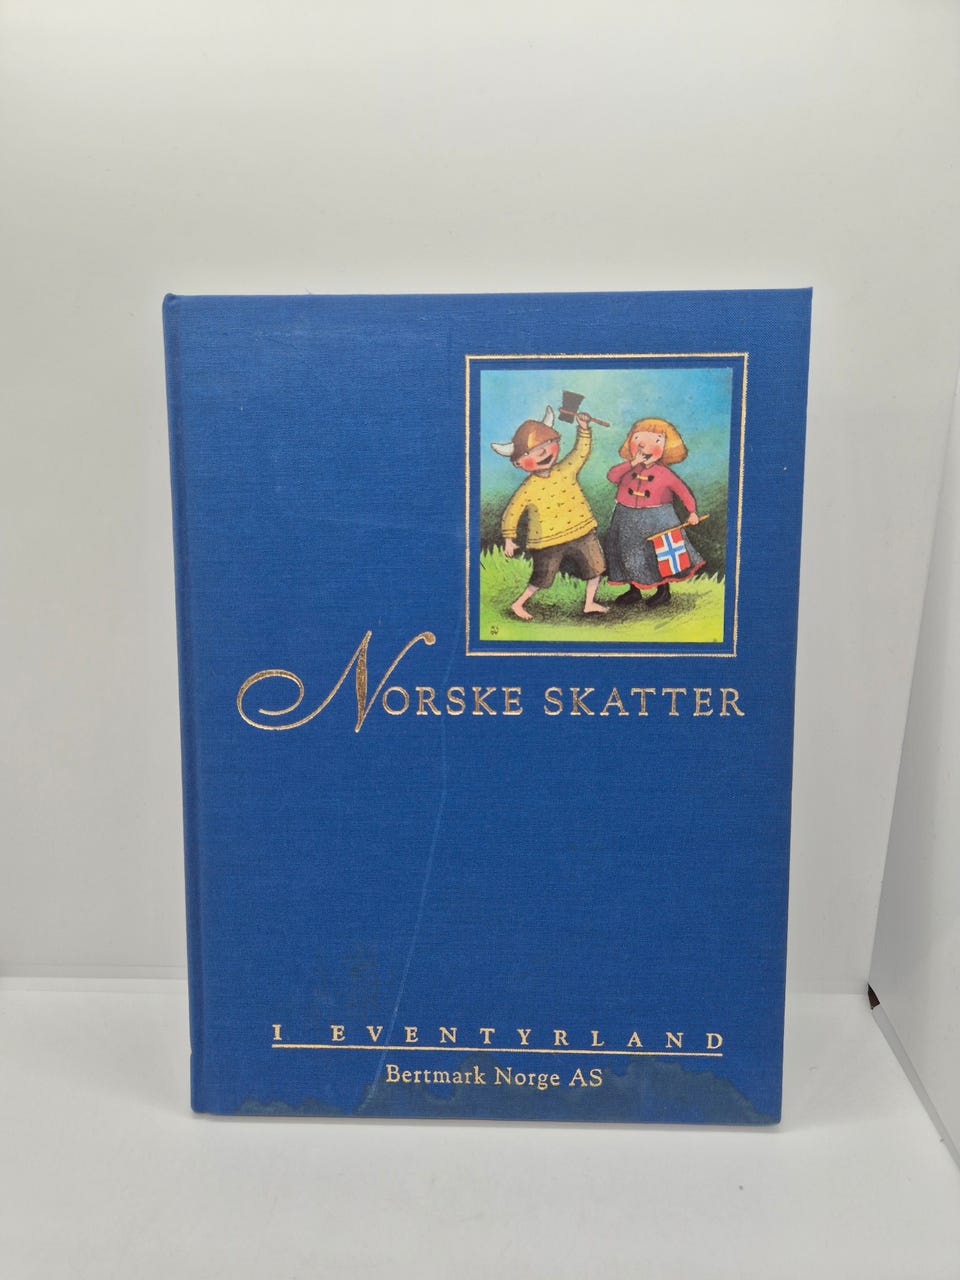 NORSKE SKATTER
I EVENTYRLAND
Bertmark Norge AS